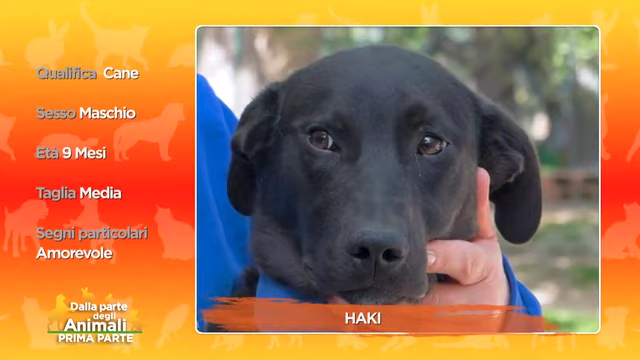 Qualifica Cane
Sesso Maschio
Età 9 Mesi
Taglia Media
Segni particolari
Amorevole
Dalla parte
degli
Animali
PRIMA PARTE
HAKI